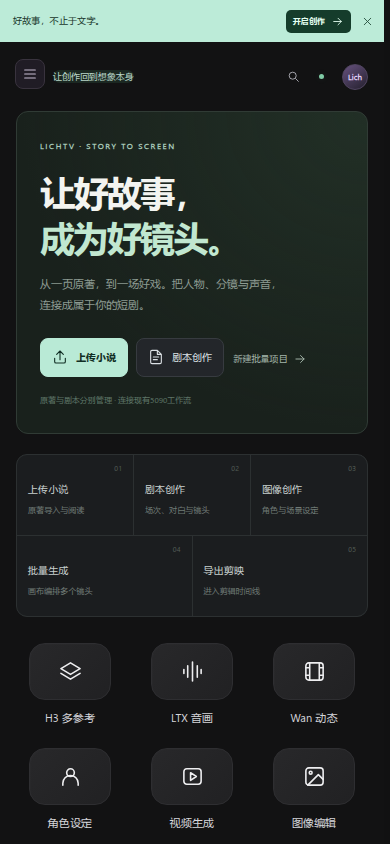 好故事，不止于文字。
开启创作
让创作回到想象本身
Lich
LICHTV · STORY TO SCREEN
让好故事，
成为好镜头。
从一页原著，到一场好戏。把人物、分镜与声音，
连接成属于你的短剧。
上传小说
剧本创作
新建批量项目
原著与剧本分别管理 · 连接现有5090工作流
01
上传小说
原著导入与阅读
02
剧本创作
场次、对白与镜头
03
图像创作
角色与场景设定
04
批量生成
画布编排多个镜头
05
导出剪映
进入剪辑时间线
H3 多参考
LTX 音画
Wan 动态
角色设定
视频生成
图像编辑